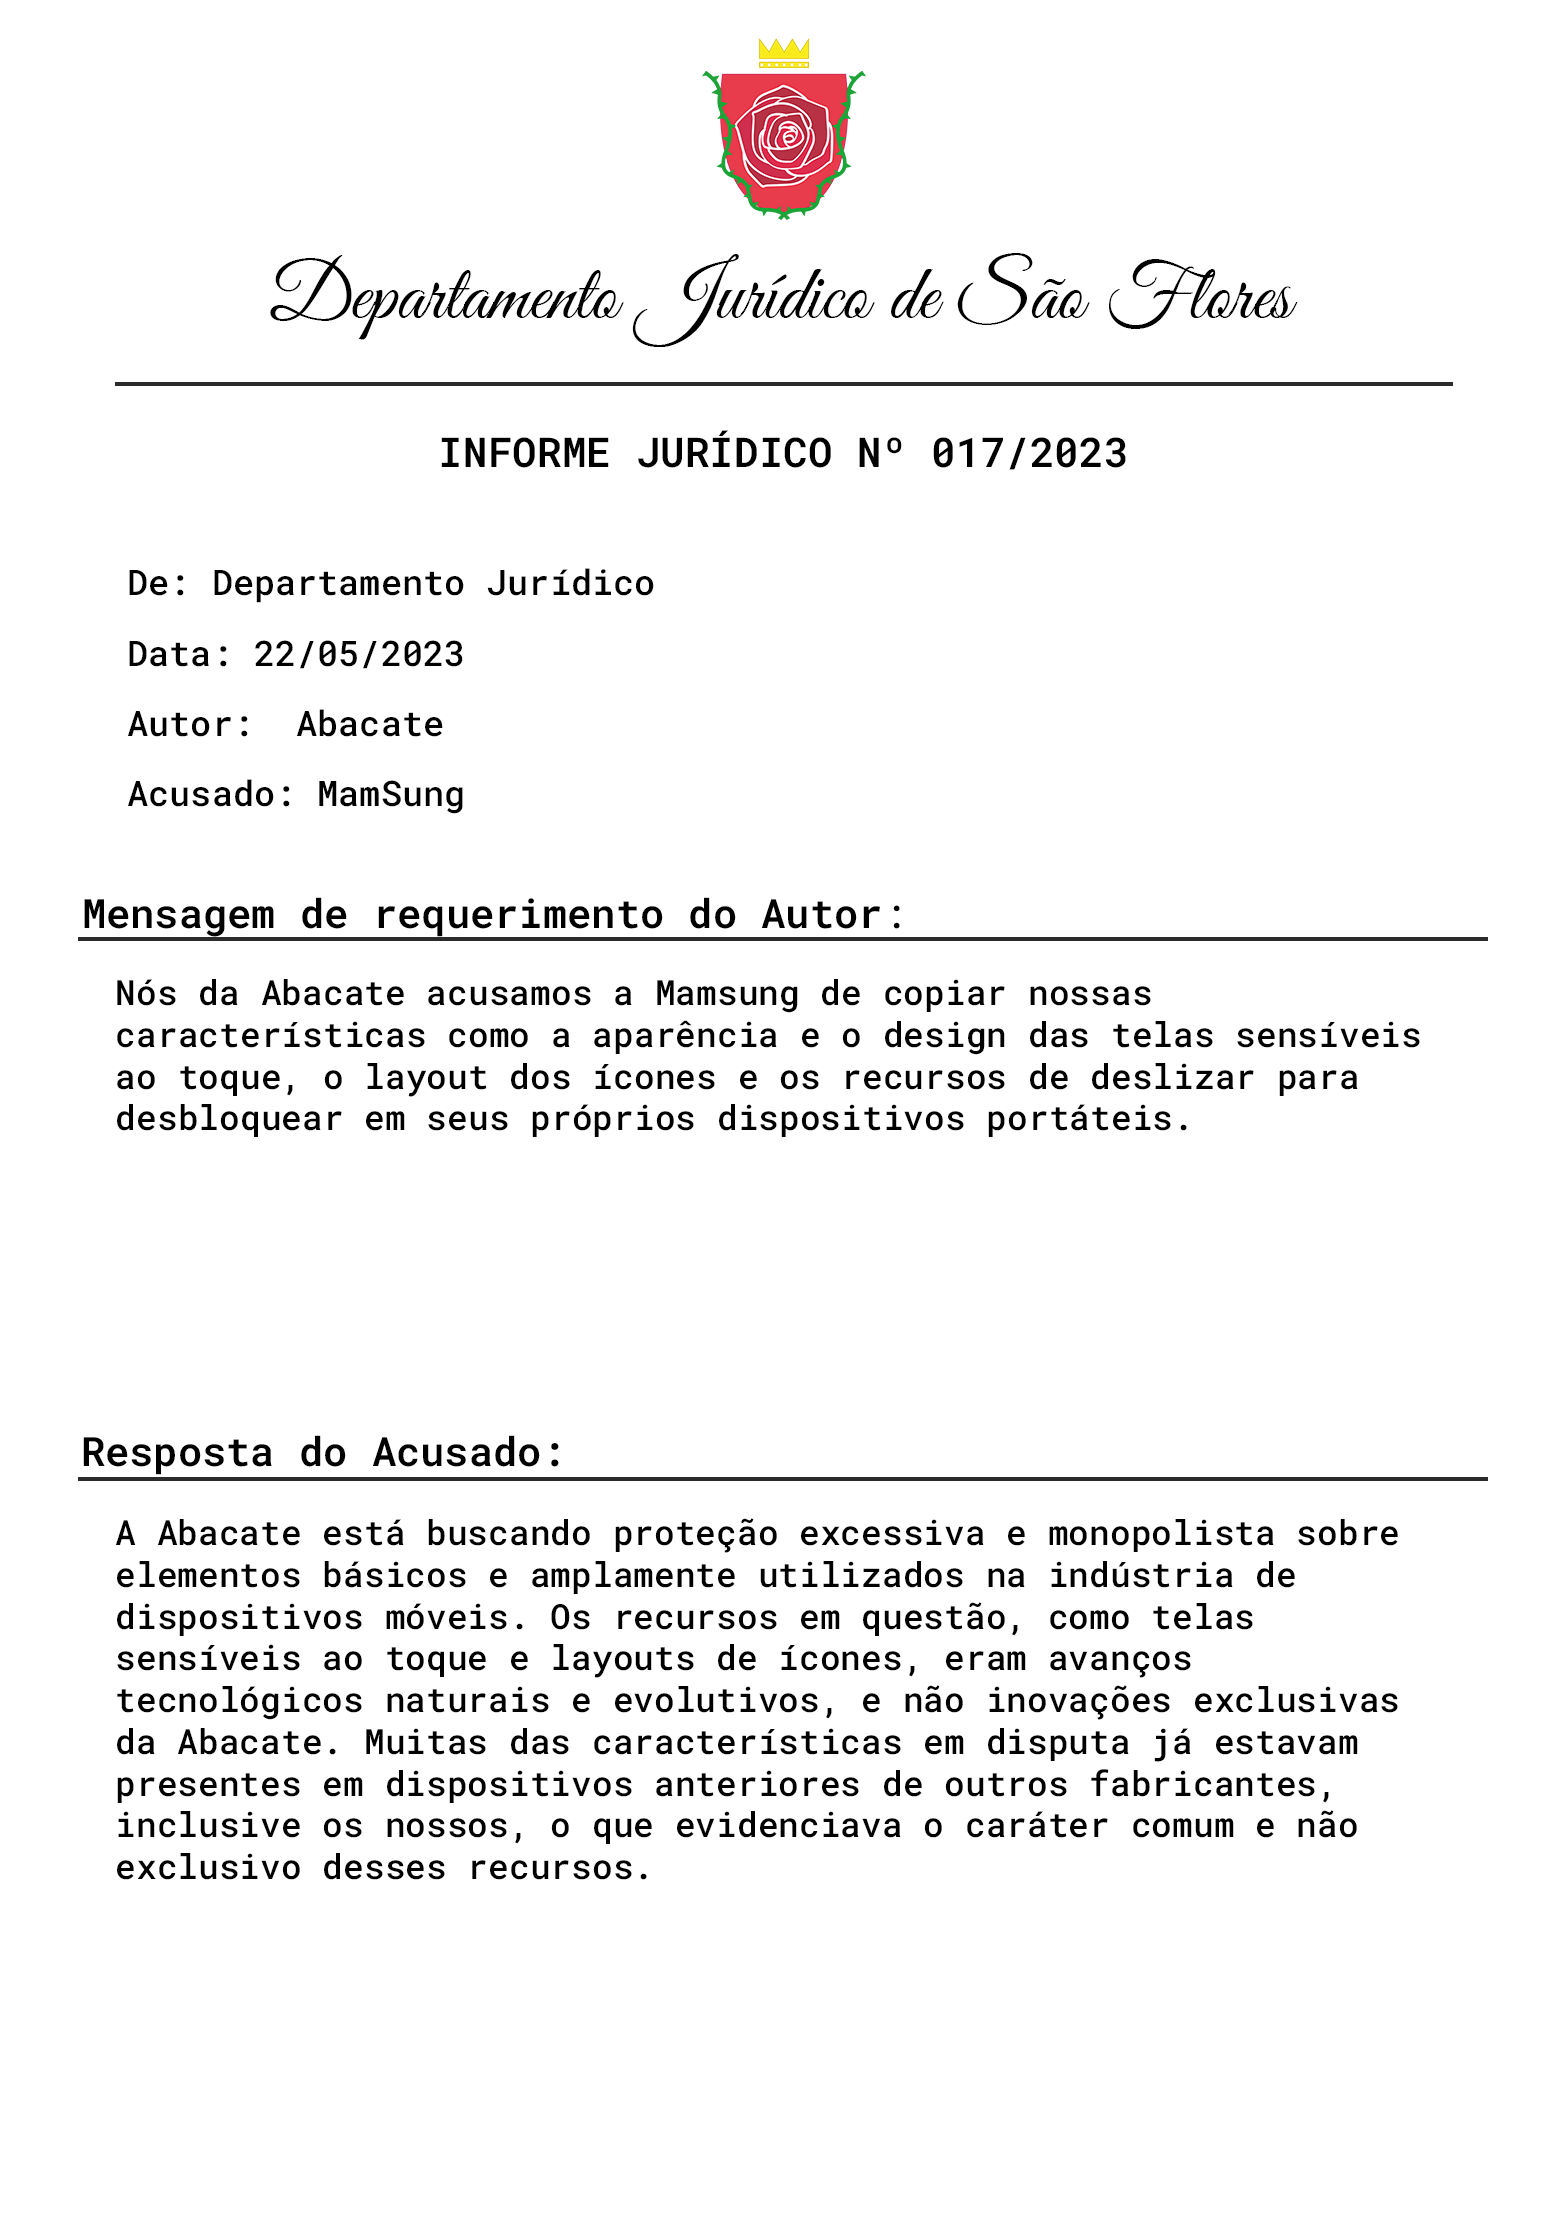 Departamento Jurídico de São Flores
INFORME JURÍDICO Nº 017/2023
De: Departamento Jurídico
Data: 22/05/2023
Autor:  Abacate
Acusado: MamSung
Mensagem de requerimento do Autor:
Nós da Abacate acusamos a Mamsung de copiar nossas
características como a aparência e o design das telas sensíveis
ao toque, o layout dos ícones e os recursos de deslizar para
desbloquear em seus próprios dispositivos portáteis.
Resposta do Acusado:
A Abacate está buscando proteção excessiva e monopolista sobre
elementos básicos e amplamente utilizados na indústria de
dispositivos móveis. Os recursos em questão, como telas
sensíveis ao toque e layouts de ícones, eram avanços
tecnológicos naturais e evolutivos, e não inovações exclusivas
da Abacate. Muitas das características em disputa já estavam
presentes em dispositivos anteriores de outros fabricantes,
inclusive os nossos, o que evidenciava o caráter comum e não
exclusivo desses recursos.